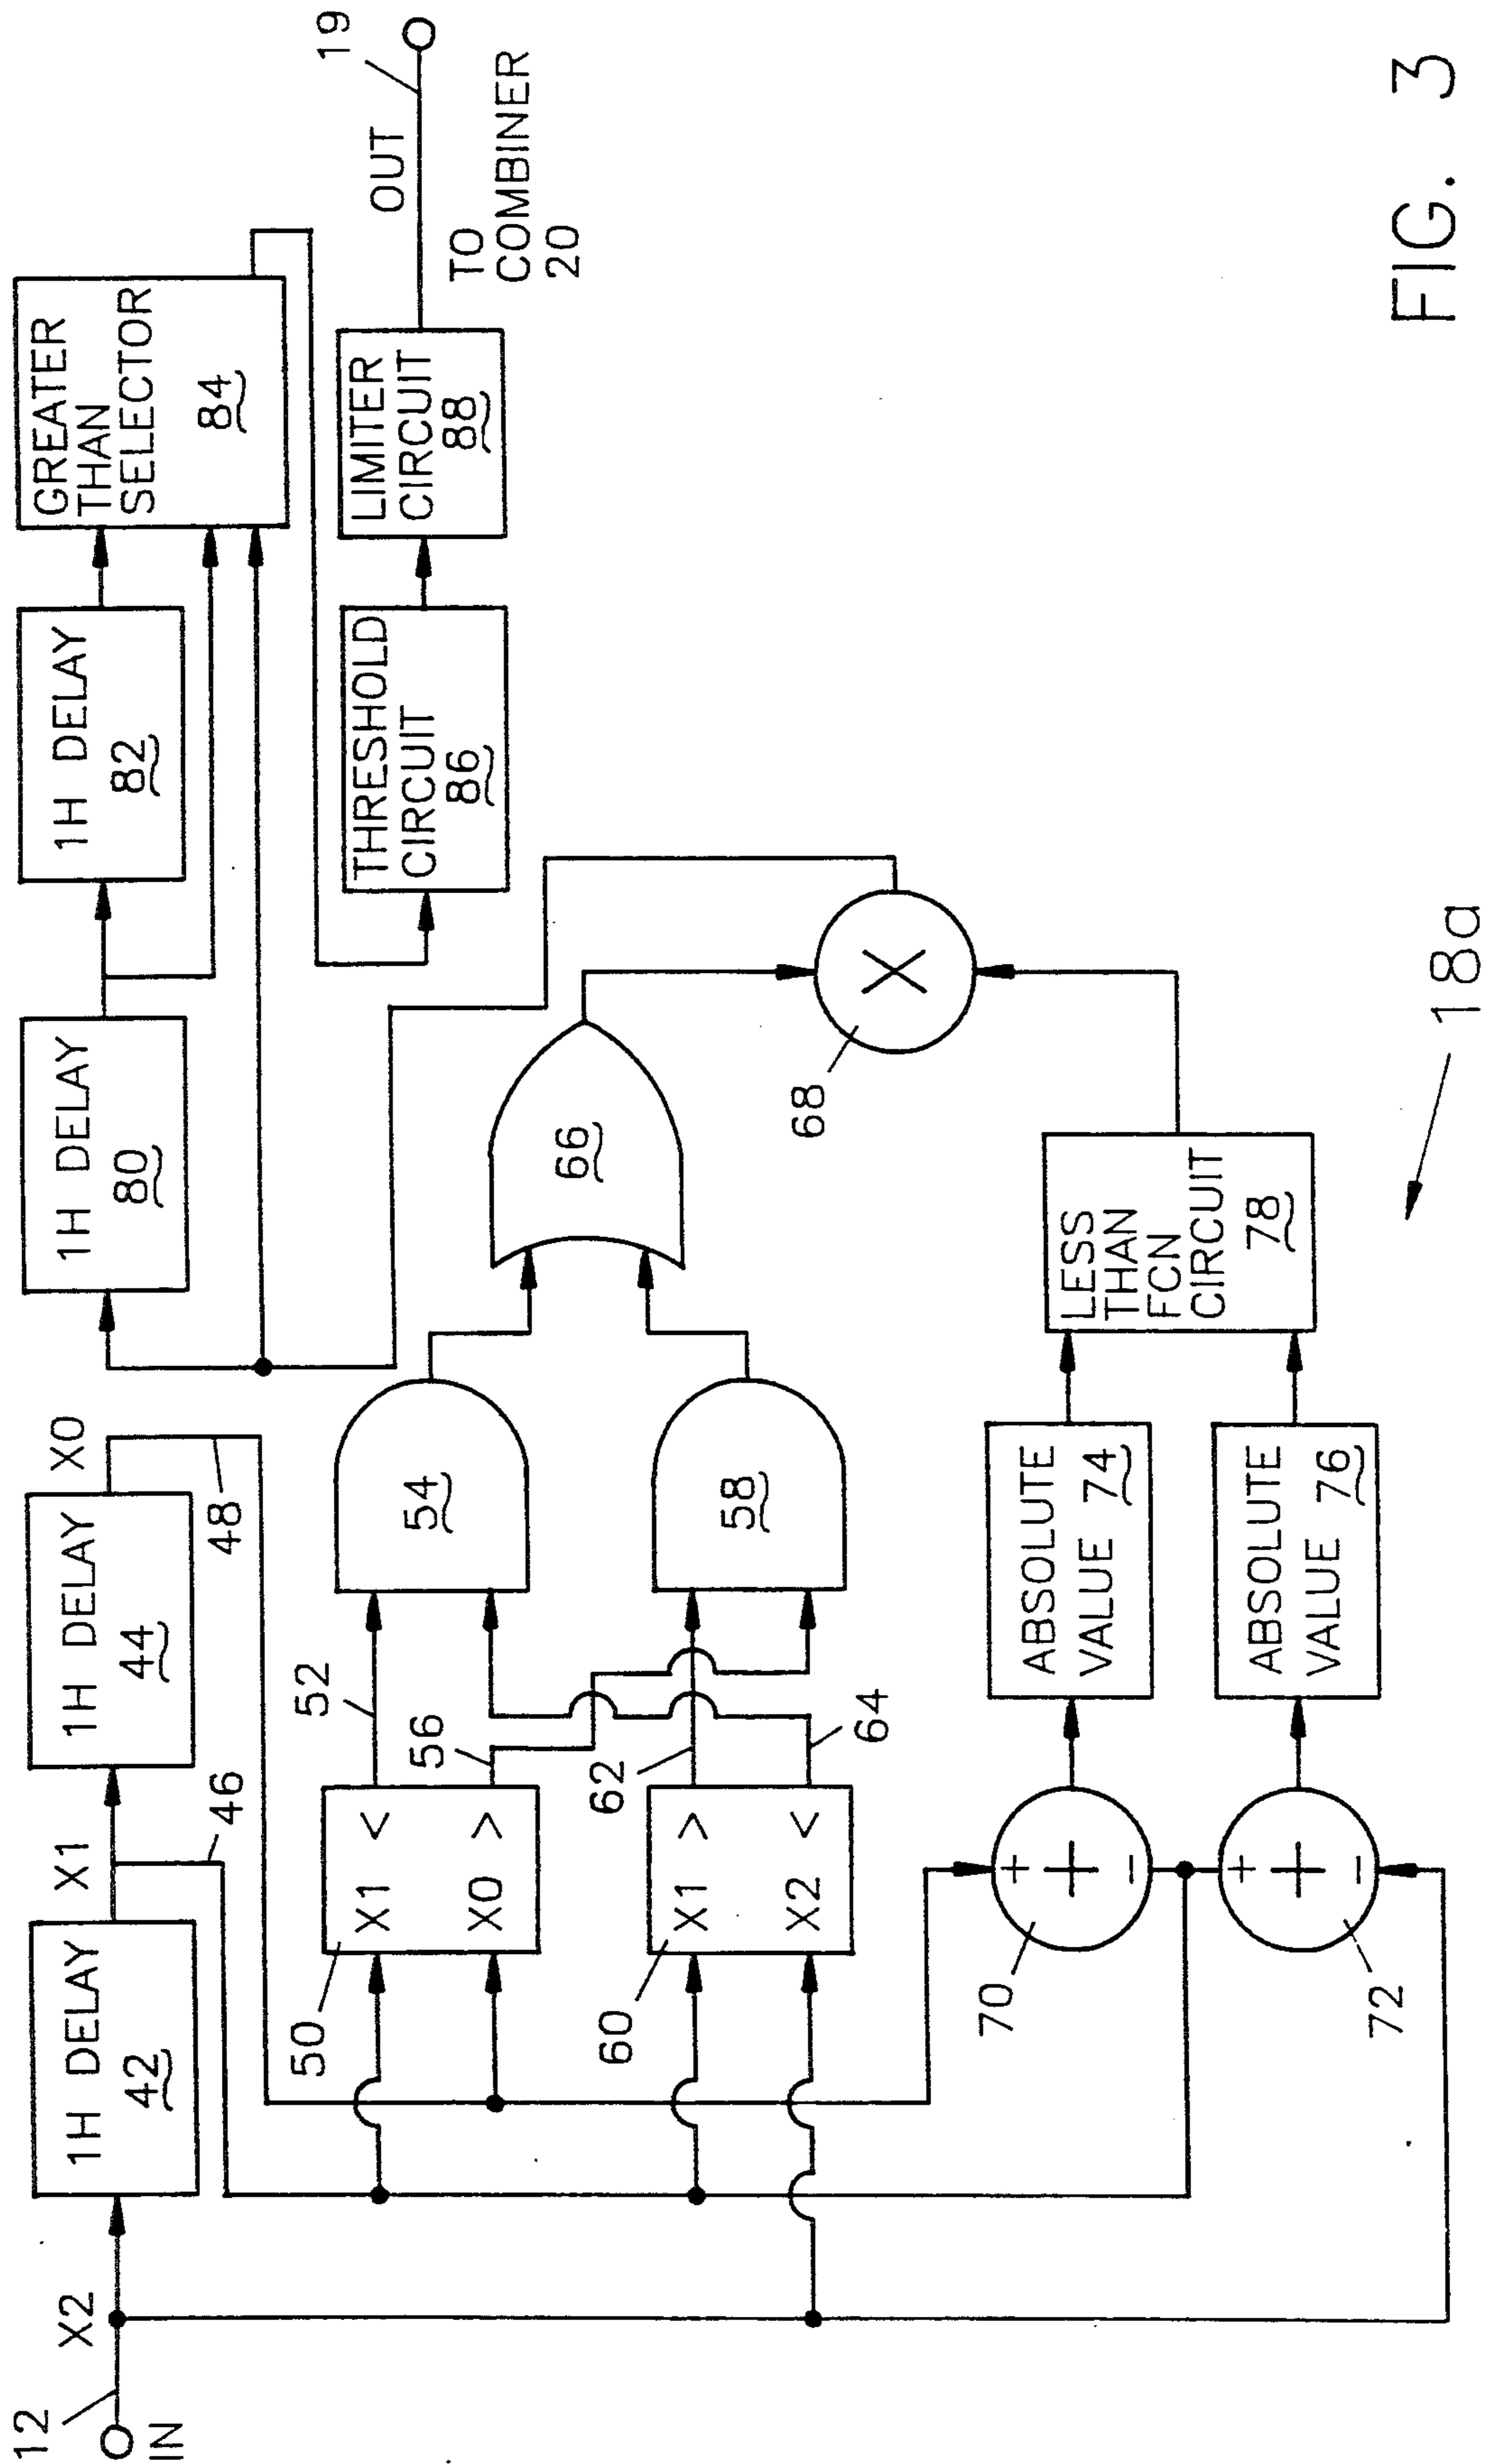 12
IN
X2
1H DELAY
42
X1
46
1H DELAY
44
X0
48
1H DELAY
80
1H DELAY
82
GREATER
THAN
SELECTOR
84
THRESHOLD
CIRCUIT
86
LIMITER
CIRCUIT
88
OUT
19
TO
COMBINER
20
50
X1 <
X0 >
52
56
54
60
X1 >
X2 <
62
64
58
66
68
X
70
+
+
−
72
+
+
−
ABSOLUTE
VALUE 74
ABSOLUTE
VALUE 76
LESS
THAN
FCN
CIRCUIT
78
18a
FIG. 3